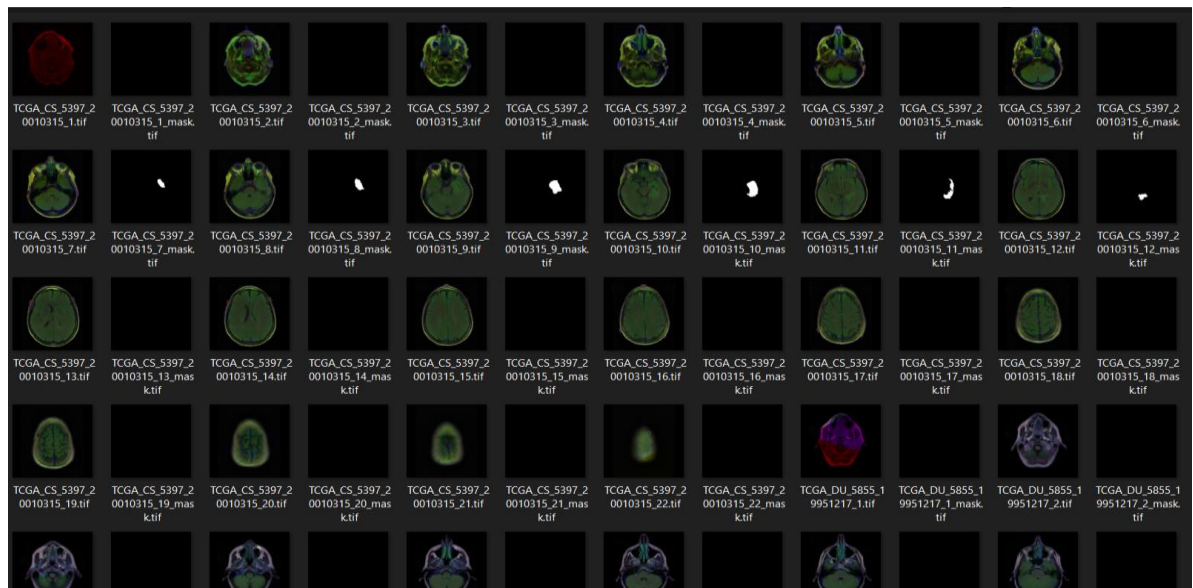 TCGA_CS_5397_2 TCGA_CS_5397_2 TCGA_CS_5397_2 TCGA_CS_5397_2 TCGA_CS_5397_2 TCGA_CS_5397_2 TCGA_CS_5397_2 TCGA_CS_5397_2 TCGA_CS_5397_2 TCGA_CS_5397_2 TCGA_CS_5397_2 TCGA_CS_5397_2
0010315_1.tif 0010315_1_mask. 0010315_2.tif 0010315_2_mask. 0010315_3.tif 0010315_3_mask. 0010315_4.tif 0010315_4_mask. 0010315_5.tif 0010315_5_mask. 0010315_6.tif 0010315_6_mask.
tif tif tif tif tif tif
TCGA_CS_5397_2 TCGA_CS_5397_2 TCGA_CS_5397_2 TCGA_CS_5397_2 TCGA_CS_5397_2 TCGA_CS_5397_2 TCGA_CS_5397_2 TCGA_CS_5397_2 TCGA_CS_5397_2 TCGA_CS_5397_2 TCGA_CS_5397_2 TCGA_CS_5397_2
0010315_7.tif 0010315_7_mask. 0010315_8.tif 0010315_8_mask. 0010315_9.tif 0010315_9_mask. 0010315_10.tif 0010315_10_mas 0010315_11.tif 0010315_11_mas 0010315_12.tif 0010315_12_mas
tif tif tif k.tif k.tif k.tif
TCGA_CS_5397_2 TCGA_CS_5397_2 TCGA_CS_5397_2 TCGA_CS_5397_2 TCGA_CS_5397_2 TCGA_CS_5397_2 TCGA_CS_5397_2 TCGA_CS_5397_2 TCGA_CS_5397_2 TCGA_CS_5397_2 TCGA_CS_5397_2 TCGA_CS_5397_2
0010315_13.tif 0010315_13_mas 0010315_14.tif 0010315_14_mas 0010315_15.tif 0010315_15_mas 0010315_16.tif 0010315_16_mas 0010315_17.tif 0010315_17_mas 0010315_18.tif 0010315_18_mas
k.tif k.tif k.tif k.tif k.tif k.tif
TCGA_CS_5397_2 TCGA_CS_5397_2 TCGA_CS_5397_2 TCGA_CS_5397_2 TCGA_CS_5397_2 TCGA_CS_5397_2 TCGA_CS_5397_2 TCGA_CS_5397_2 TCGA_DU_5855_1 TCGA_DU_5855_1 TCGA_DU_5855_1 TCGA_DU_5855_1
0010315_19.tif 0010315_19_mas 0010315_20.tif 0010315_20_mas 0010315_21.tif 0010315_21_mas 0010315_22.tif 0010315_22_mas 9951217_1.tif 9951217_1_mask. 9951217_2.tif 9951217_2_mask.
k.tif k.tif k.tif k.tif tif tif